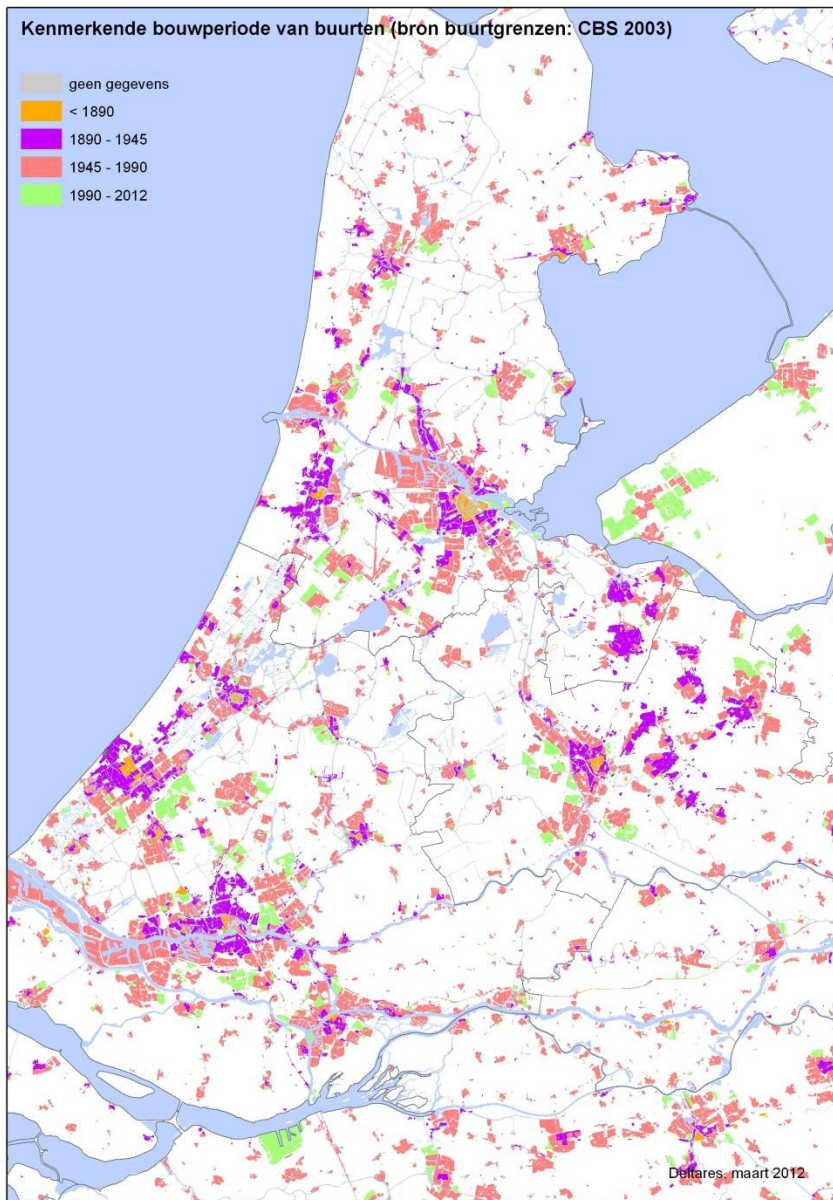 Kenmerkende bouwperiode van buurten (bron buurtgrenzen: CBS 2003)
geen gegevens
< 1890
1890 - 1945
1945 - 1990
1990 - 2012
Deltares, maart 2012